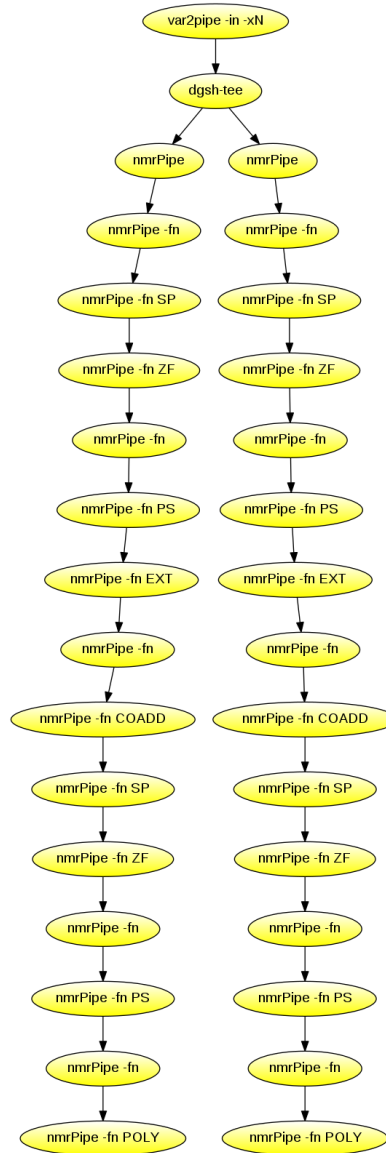 var2pipe -in -xN
dgsh-tee
nmrPipe nmrPipe
nmrPipe -fn nmrPipe -fn
nmrPipe -fn SP nmrPipe -fn SP
nmrPipe -fn ZF nmrPipe -fn ZF
nmrPipe -fn nmrPipe -fn
nmrPipe -fn PS nmrPipe -fn PS
nmrPipe -fn EXT nmrPipe -fn EXT
nmrPipe -fn nmrPipe -fn
nmrPipe -fn COADD nmrPipe -fn COADD
nmrPipe -fn SP nmrPipe -fn SP
nmrPipe -fn ZF nmrPipe -fn ZF
nmrPipe -fn nmrPipe -fn
nmrPipe -fn PS nmrPipe -fn PS
nmrPipe -fn nmrPipe -fn
nmrPipe -fn POLY nmrPipe -fn POLY